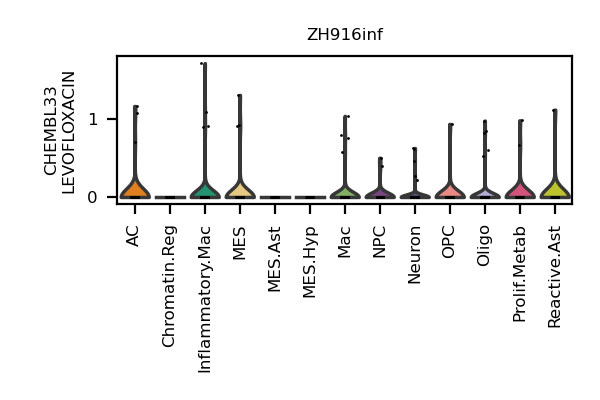 ZH916inf
CHEMBL33
LEVOFLOXACIN
1
0
AC
Chromatin.Reg
Inflammatory.Mac
MES
MES.Ast
MES.Hyp
Mac
NPC
Neuron
OPC
Oligo
Prolif.Metab
Reactive.Ast